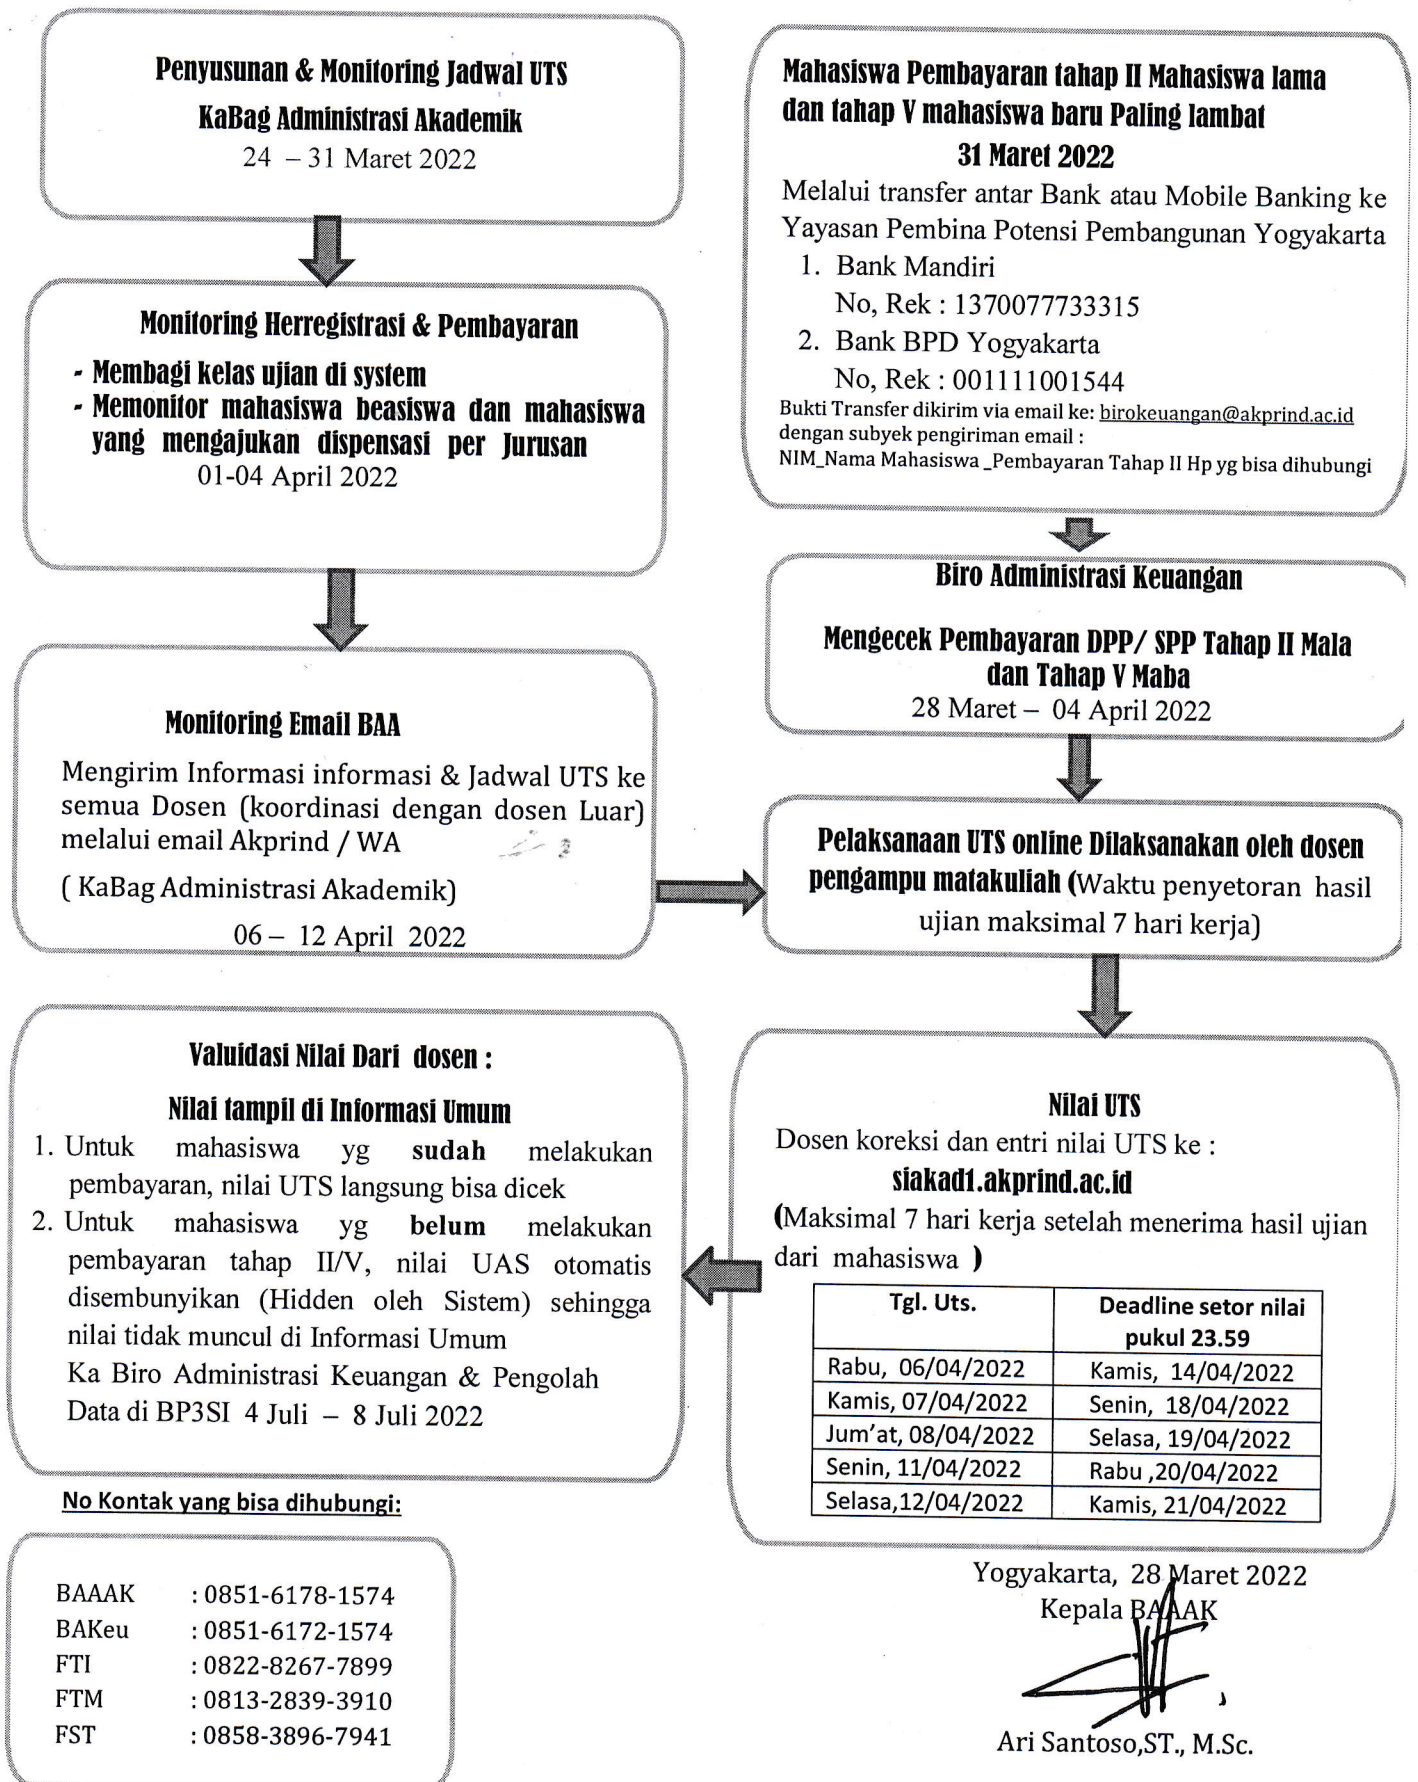 Penyusunan & Monitoring Jadwal UTS
KaBag Administrasi Akademik
24 – 31 Maret 2022
Monitoring Herregistrasi & Pembayaran
- Membagi kelas ujian di system
- Memonitor mahasiswa beasiswa dan mahasiswa
yang mengajukan dispensasi per Jurusan
01-04 April 2022
Monitoring Email BAA
Mengirim Informasi informasi & Jadwal UTS ke
semua Dosen (koordinasi dengan dosen Luar)
melalui email Akprind / WA
( KaBag Administrasi Akademik)
06 – 12 April 2022
Mahasiswa Pembayaran tahap II Mahasiswa lama
dan tahap V mahasiswa baru Paling lambat
31 Maret 2022
Melalui transfer antar Bank atau Mobile Banking ke
Yayasan Pembina Potensi Pembangunan Yogyakarta
1. Bank Mandiri
No, Rek : 1370077733315
2. Bank BPD Yogyakarta
No, Rek : 001111001544
Bukti Transfer dikirim via email ke: birokeuangan@akprind.ac.id
dengan subyek pengiriman email :
NIM_Nama Mahasiswa _Pembayaran Tahap II Hp yg bisa dihubungi
Biro Administrasi Keuangan
Mengecek Pembayaran DPP/ SPP Tahap II Mala
dan Tahap V Maba
28 Maret – 04 April 2022
Pelaksanaan UTS online Dilaksanakan oleh dosen
pengampu matakuliah (Waktu penyetoran hasil
ujian maksimal 7 hari kerja)
Nilai UTS
Dosen koreksi dan entri nilai UTS ke :
siakad1.akprind.ac.id
(Maksimal 7 hari kerja setelah menerima hasil ujian
dari mahasiswa )
Tgl. Uts. Deadline setor nilai
pukul 23.59
Rabu, 06/04/2022 Kamis, 14/04/2022
Kamis, 07/04/2022 Senin, 18/04/2022
Jum'at, 08/04/2022 Selasa, 19/04/2022
Senin, 11/04/2022 Rabu ,20/04/2022
Selasa,12/04/2022 Kamis, 21/04/2022
Valuidasi Nilai Dari dosen :
Nilai tampil di Informasi Umum
1. Untuk mahasiswa yg sudah melakukan
pembayaran, nilai UTS langsung bisa dicek
2. Untuk mahasiswa yg belum melakukan
pembayaran tahap II/V, nilai UAS otomatis
disembunyikan (Hidden oleh Sistem) sehingga
nilai tidak muncul di Informasi Umum
Ka Biro Administrasi Keuangan & Pengolah
Data di BP3SI 4 Juli – 8 Juli 2022
No Kontak yang bisa dihubungi:
BAAAK : 0851-6178-1574
BAKeu : 0851-6172-1574
FTI : 0822-8267-7899
FTM : 0813-2839-3910
FST : 0858-3896-7941
Yogyakarta, 28 Maret 2022
Kepala BAAAK
Ari Santoso,ST., M.Sc.